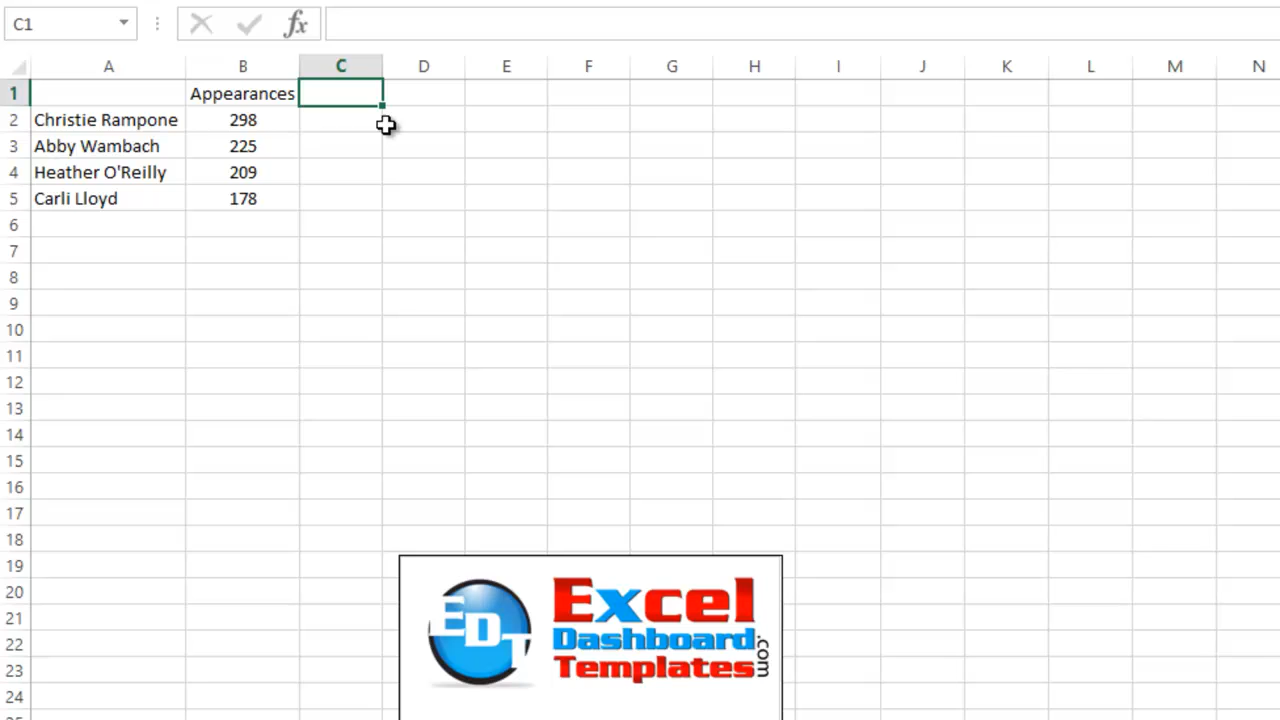 C1 fx
A B C D E F G H I J K L M N
1 Appearances
2 Christie Rampone 298
3 Abby Wambach 225
4 Heather O'Reilly 209
5 Carli Lloyd 178
6
7
8
9
10
11
12
13
14
15
16
17
18
19
20
21
22
23
24
EDT
Excel
Dashboard
Templates
.com